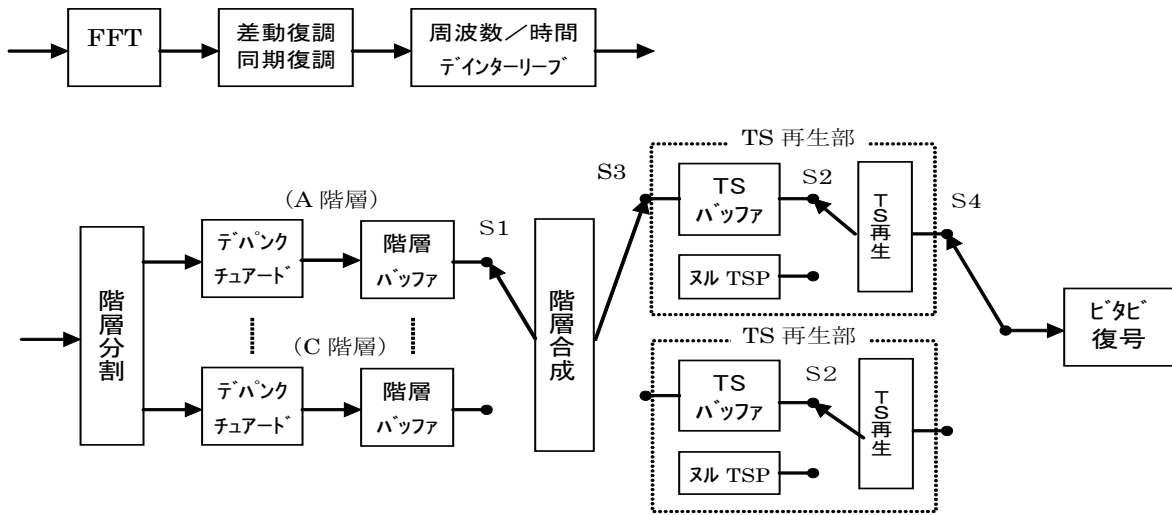 FFT
差動復調
同期復調
周波数／時間
ﾃﾞｲﾝﾀｰﾘｰﾌﾞ
階層分割
（A 階層）
ﾃﾞﾊﾟﾝｸ
ﾁｭｱｰﾄﾞ
階層
ﾊﾞｯﾌｧ
S1
（C 階層）
ﾃﾞﾊﾟﾝｸ
ﾁｭｱｰﾄﾞ
階層
ﾊﾞｯﾌｧ
階層合成
S3
TS 再生部
ＴＳ
ﾊﾞｯﾌｧ
S2
ＴＳ再生
ﾇﾙ TSP
S4
TS 再生部
ＴＳ
ﾊﾞｯﾌｧ
S2
ＴＳ再生
ﾇﾙ TSP
ﾋﾞﾀﾋﾞ
復号